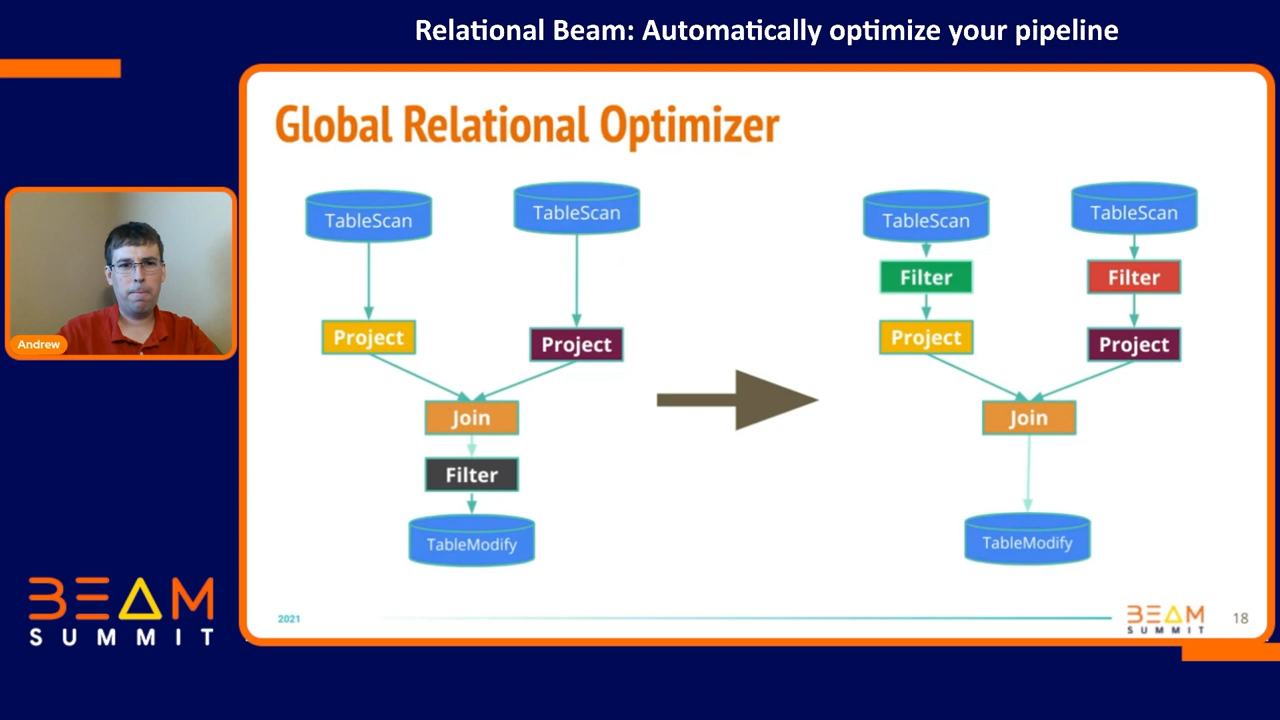 Relational Beam: Automatically optimize your pipeline
Global Relational Optimizer
TableScan
TableScan
Project
Project
Join
Filter
TableModify
TableScan
TableScan
Filter
Filter
Project
Project
Join
TableModify
Andrew
BEAM
SUMMIT
2021
BEAM
SUMMIT
18